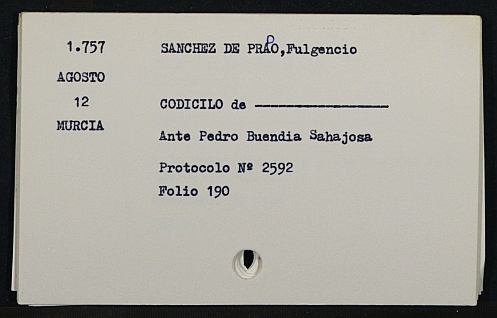 1.757
SANCHEZ DE PRADO,Fulgencio
AGOSTO
12
CODICILO de
MURCIA
Ante Pedro Buendia Sahajosa
Protocolo Nº 2592
Folio 190